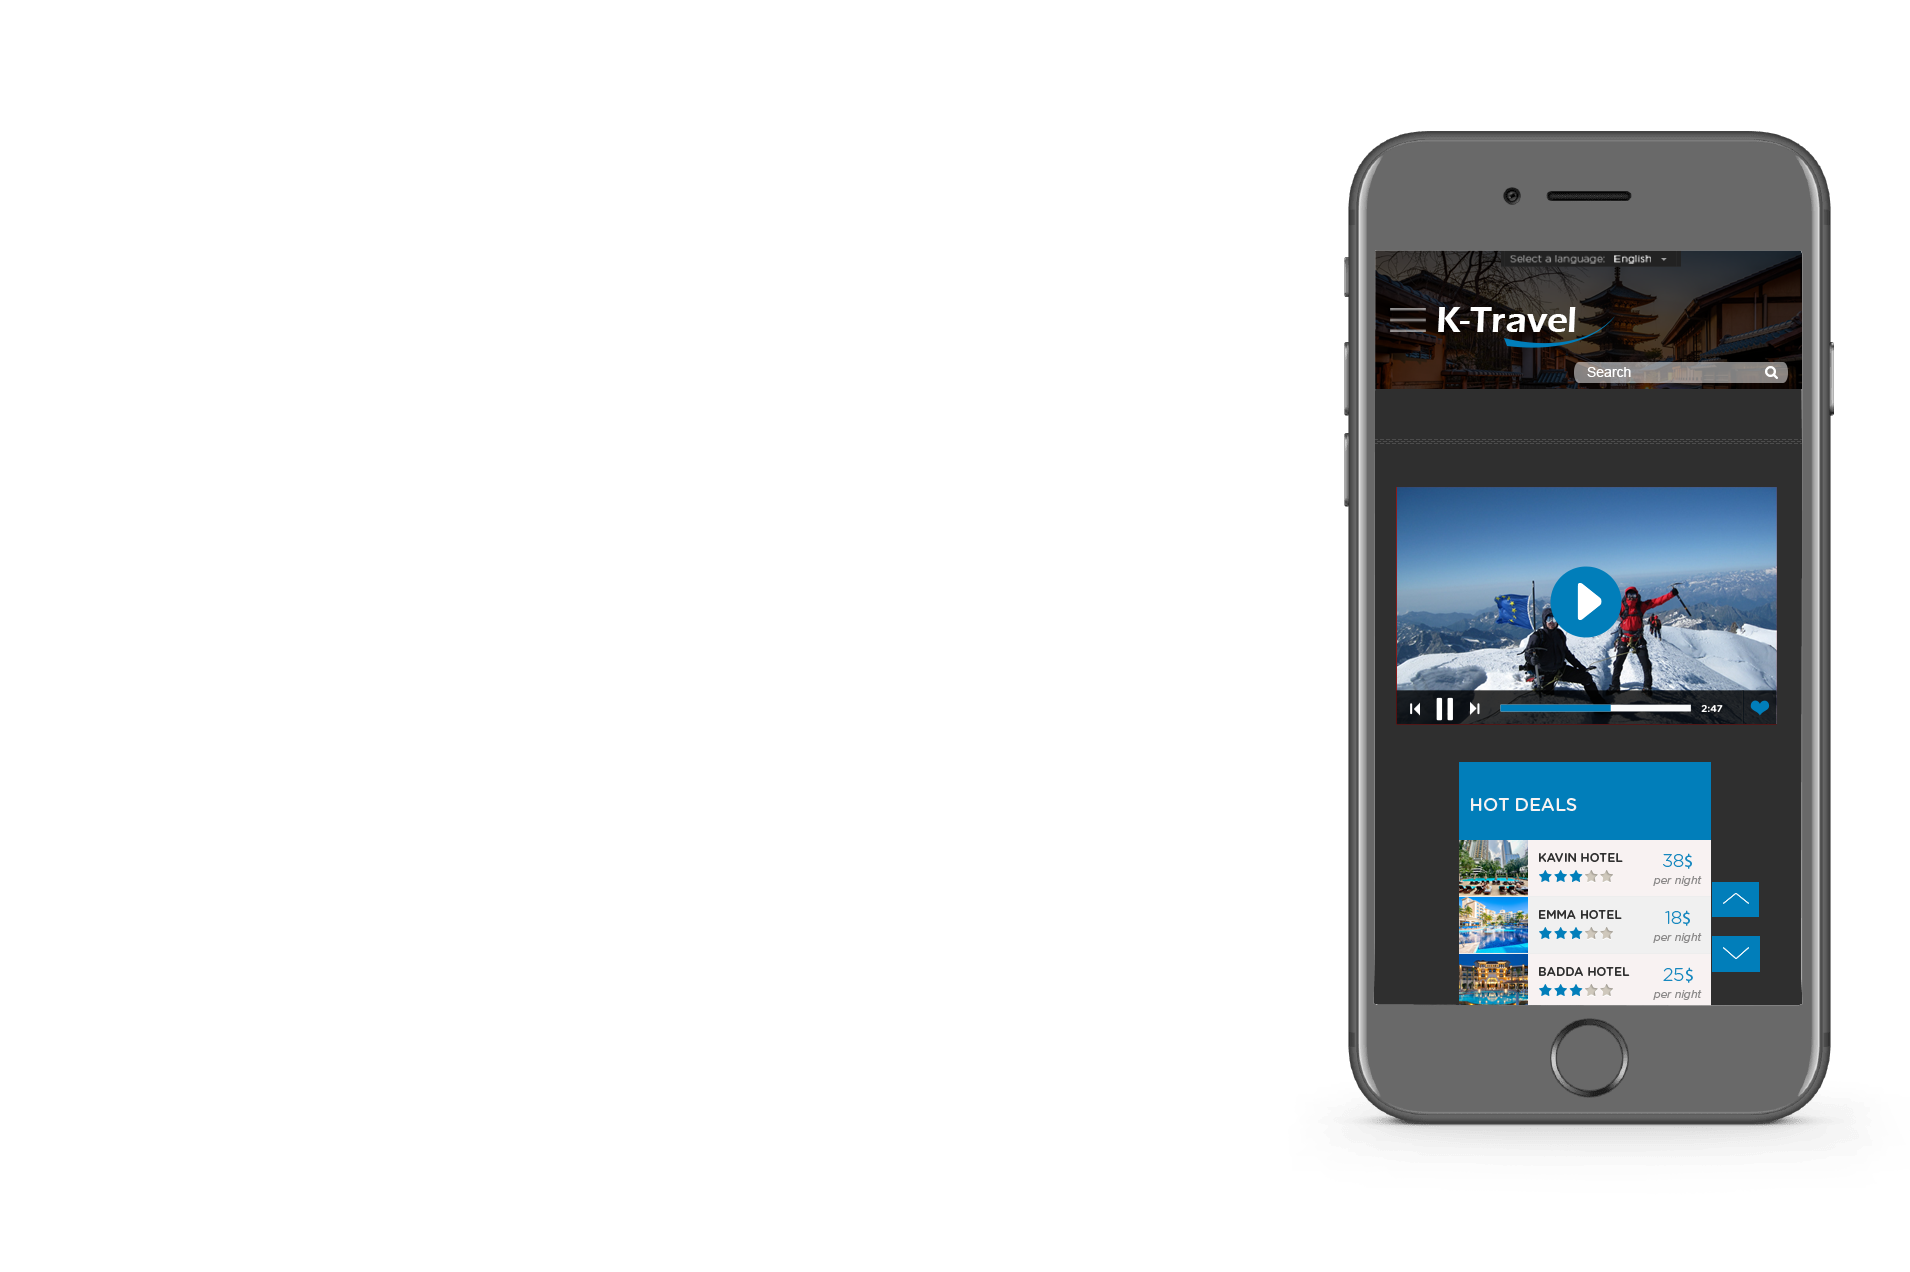 Select a language: English
K-Travel
Search
2:47
HOT DEALS
KAVIN HOTEL 38$
per night
EMMA HOTEL 18$
per night
BADDA HOTEL 25$
per night